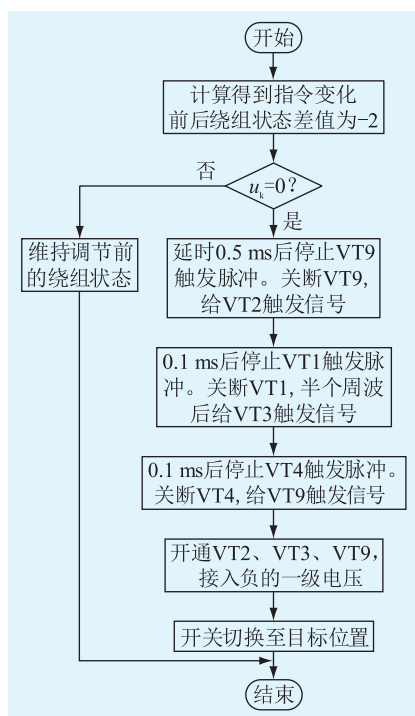 开始
计算得到指令变化
前后绕组状态差值为-2
否
uk=0?
是
维持调节前
的绕组状态
延时0.5 ms后停止VT9
触发脉冲。关断VT9,
给VT2触发信号
0.1 ms后停止VT1触发脉
冲。关断VT1,半个周波
后给VT3触发信号
0.1 ms后停止VT4触发脉冲。
关断VT4,给VT9触发信号
开通VT2、VT3、VT9,
接入负的一级电压
开关切换至目标位置
结束